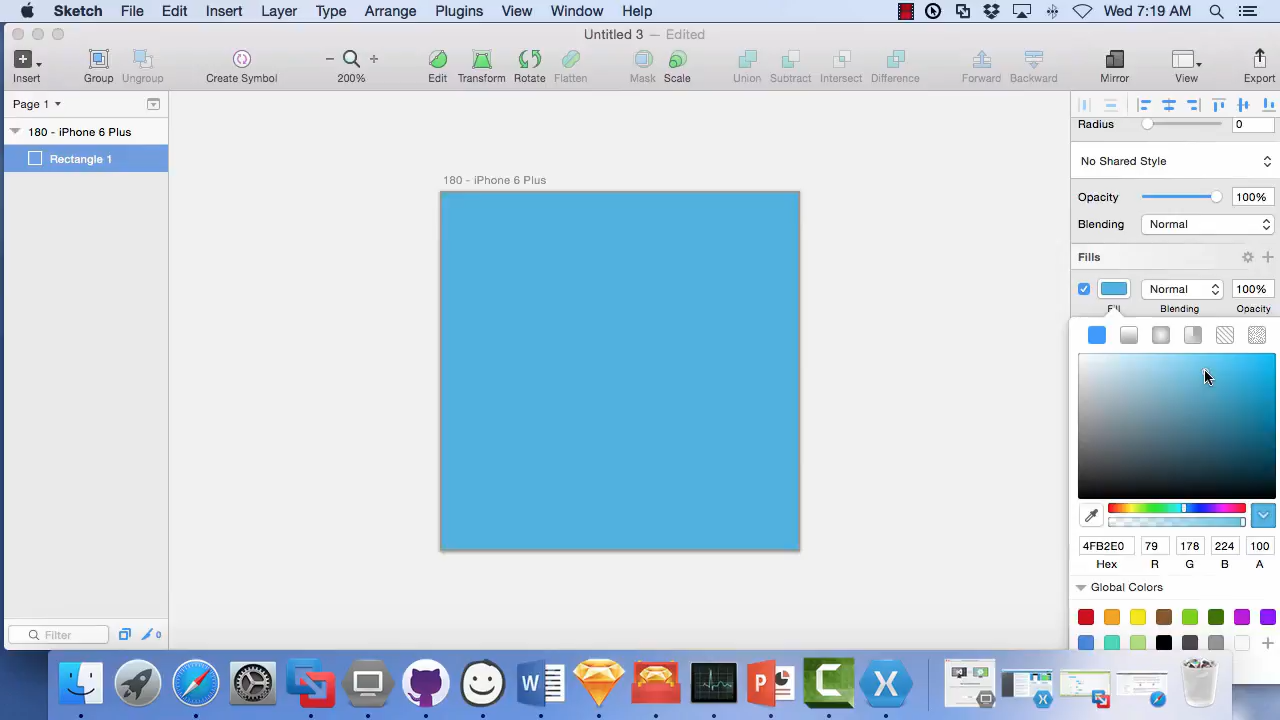 Sketch File Edit Insert Layer Type Arrange Plugins View Window Help Wed 7:19 AM
Untitled 3 — Edited
200%
Insert Group Ungroup Create Symbol Edit Transform Rotate Flatten Mask Scale Union Subtract Intersect Difference Forward Backward Mirror View Export
Page 1
180 - iPhone 6 Plus
Rectangle 1
Filter 0
180 - iPhone 6 Plus
Radius 0
No Shared Style
Opacity 100%
Blending Normal
Fills
Normal 100%
Fill Blending Opacity
4FB2E0 79 178 224 100
Hex R G B A
Global Colors